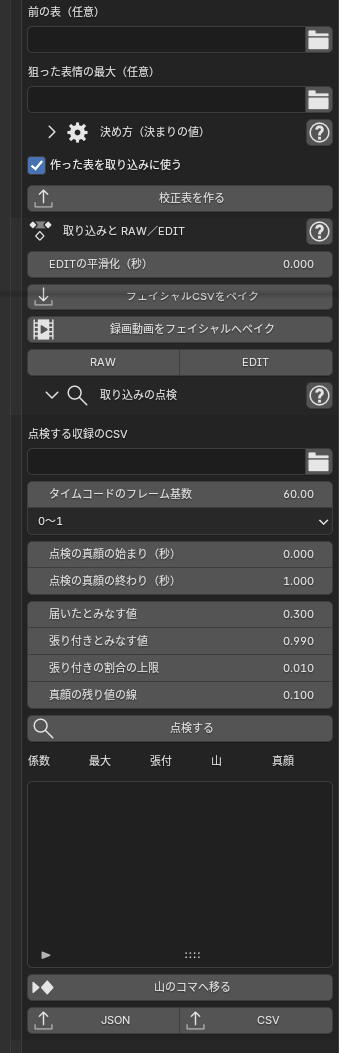 前の表（任意）
狙った表情の最大（任意）
決め方（決まりの値）
作った表を取り込みに使う
校正表を作る
取り込みと RAW／EDIT
EDITの平滑化（秒） 0.000
フェイシャルCSVをベイク
録画動画をフェイシャルへベイク
RAW EDIT
取り込みの点検
点検する収録のCSV
タイムコードのフレーム基数 60.00
0〜1
点検の真顔の始まり（秒） 0.000
点検の真顔の終わり（秒） 1.000
届いたとみなす値 0.300
張り付きとみなす値 0.990
張り付きの割合の上限 0.010
真顔の残り値の線 0.100
点検する
係数 最大 張付 山 真顔
山のコマへ移る
JSON CSV